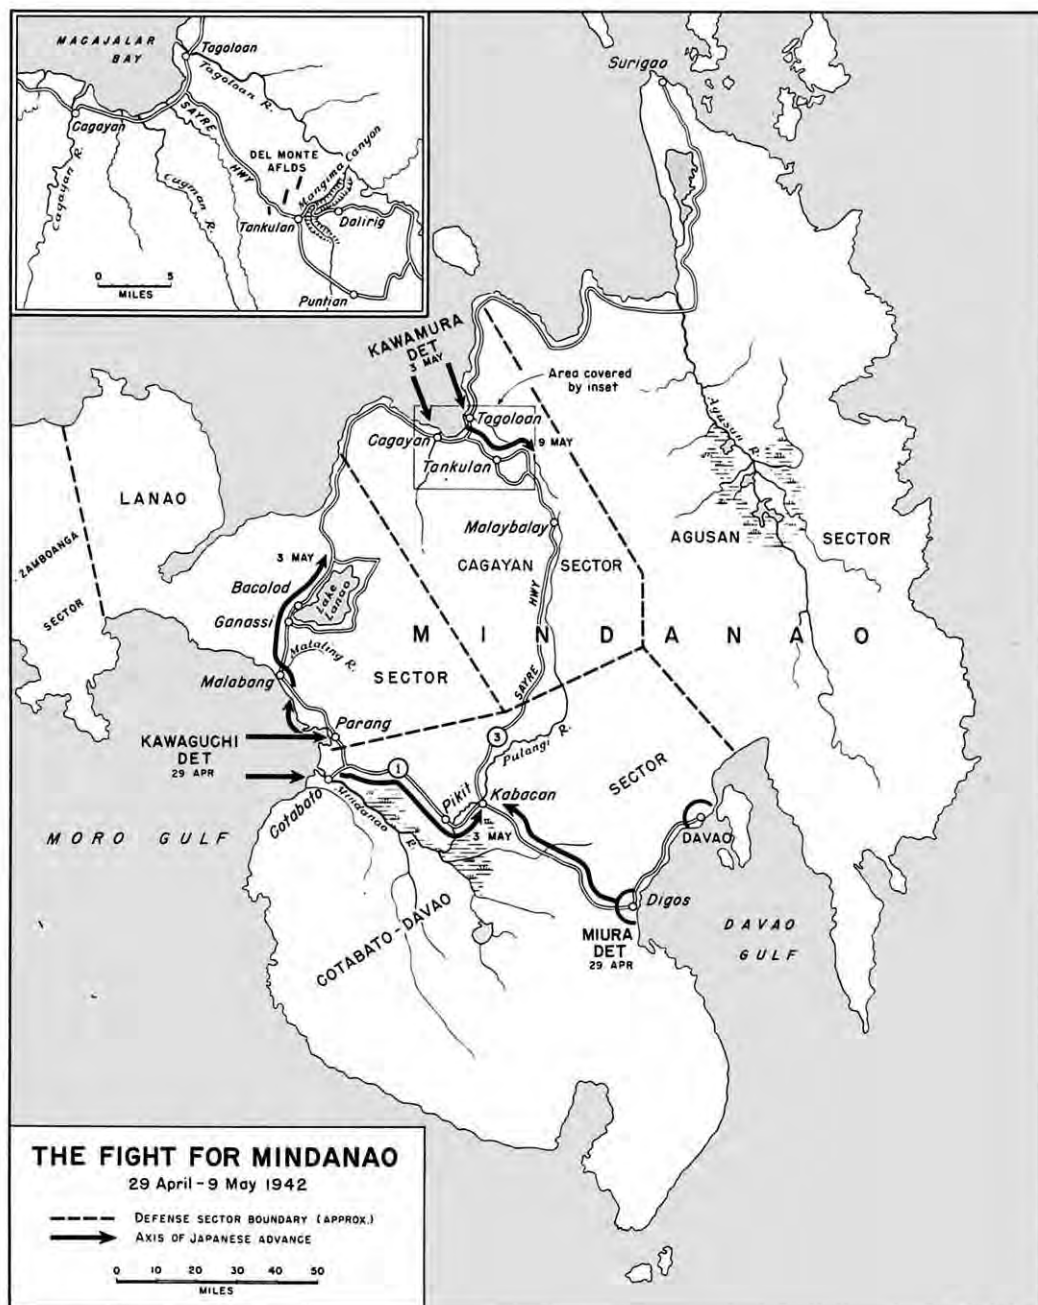 MACAJALAR
BAY
Tagoloan
Tagoloan R.
Cagayan
SAYRE
HWY
Cagayan R.
Cugman R.
DEL MONTE
AFLDS
Mangima Canyon
Tankulan
Dalirig
Puntian
0 5
MILES
Surigao
KAWAMURA
DET
3 MAY
Area covered
by inset
Tagoloan
Cagayan
9 MAY
Tankulan
Agusan R.
LANAO
Malaybalay
AGUSAN SECTOR
ZAMBOANGA
SECTOR
3 MAY
CAGAYAN SECTOR
Bacolod
Lake
Lanao
Ganassi
HWY
MINDANAO
Mataling R.
Malabang
SECTOR
SAYRE
Parang
3
Pulangi R.
KAWAGUCHI
DET
29 APR
1
SECTOR
Cotabato
Mindanao R.
Pikit
Kabacan
3 MAY
DAVAO
MORO GULF
Digos
COTABATO-DAVAO
MIURA
DET
29 APR
DAVAO
GULF
THE FIGHT FOR MINDANAO
29 April-9 May 1942
DEFENSE SECTOR BOUNDARY (APPROX.)
AXIS OF JAPANESE ADVANCE
0 10 20 30 40 50
MILES